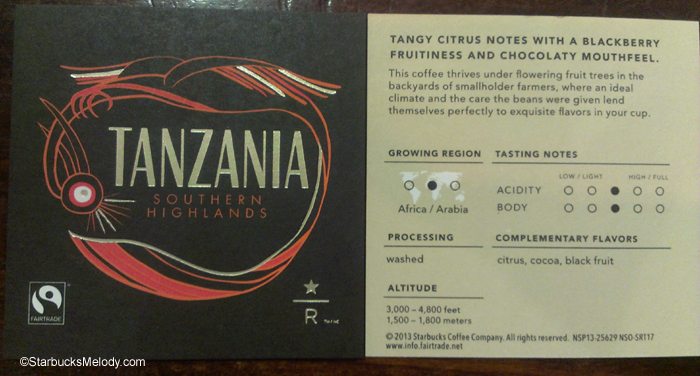 TANZANIA
SOUTHERN
HIGHLANDS
FAIRTRADE
R
TANGY CITRUS NOTES WITH A BLACKBERRY
FRUITINESS AND CHOCOLATY MOUTHFEEL.
This coffee thrives under flowering fruit trees in the
backyards of smallholder farmers, where an ideal
climate and the care the beans were given lend
themselves perfectly to exquisite flavors in your cup.
GROWING REGION
Africa / Arabia
TASTING NOTES
LOW / LIGHT HIGH / FULL
ACIDITY
BODY
PROCESSING
washed
COMPLEMENTARY FLAVORS
citrus, cocoa, black fruit
ALTITUDE
3,000 – 4,800 feet
1,500 – 1,800 meters
© 2013 Starbucks Coffee Company. All rights reserved. NSP13-25629 NSO-SRT17
www.info.fairtrade.net
©StarbucksMelody.com